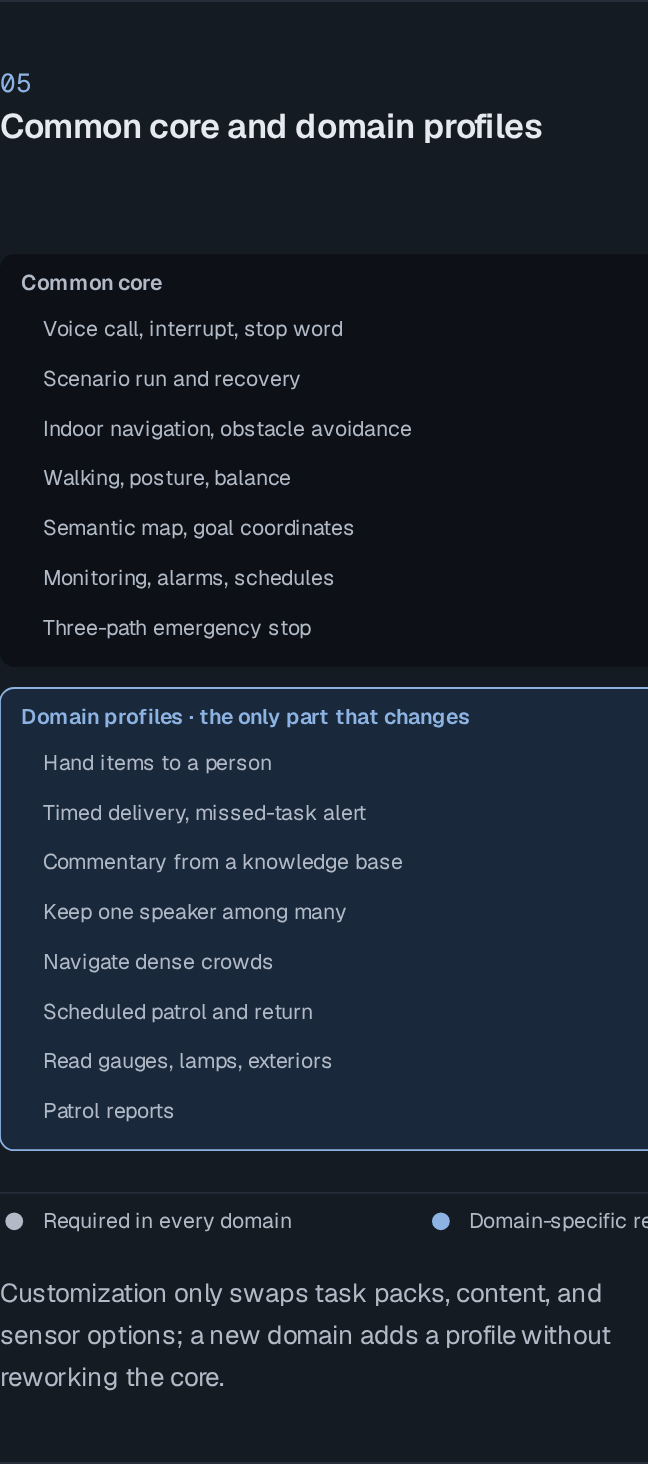 05
Common core and domain profiles
Common core
Voice call, interrupt, stop word
Scenario run and recovery
Indoor navigation, obstacle avoidance
Walking, posture, balance
Semantic map, goal coordinates
Monitoring, alarms, schedules
Three-path emergency stop
Domain profiles · the only part that changes
Hand items to a person
Timed delivery, missed-task alert
Commentary from a knowledge base
Keep one speaker among many
Navigate dense crowds
Scheduled patrol and return
Read gauges, lamps, exteriors
Patrol reports
Required in every domain
Domain-specific
Customization only swaps task packs, content, and
sensor options; a new domain adds a profile without
reworking the core.